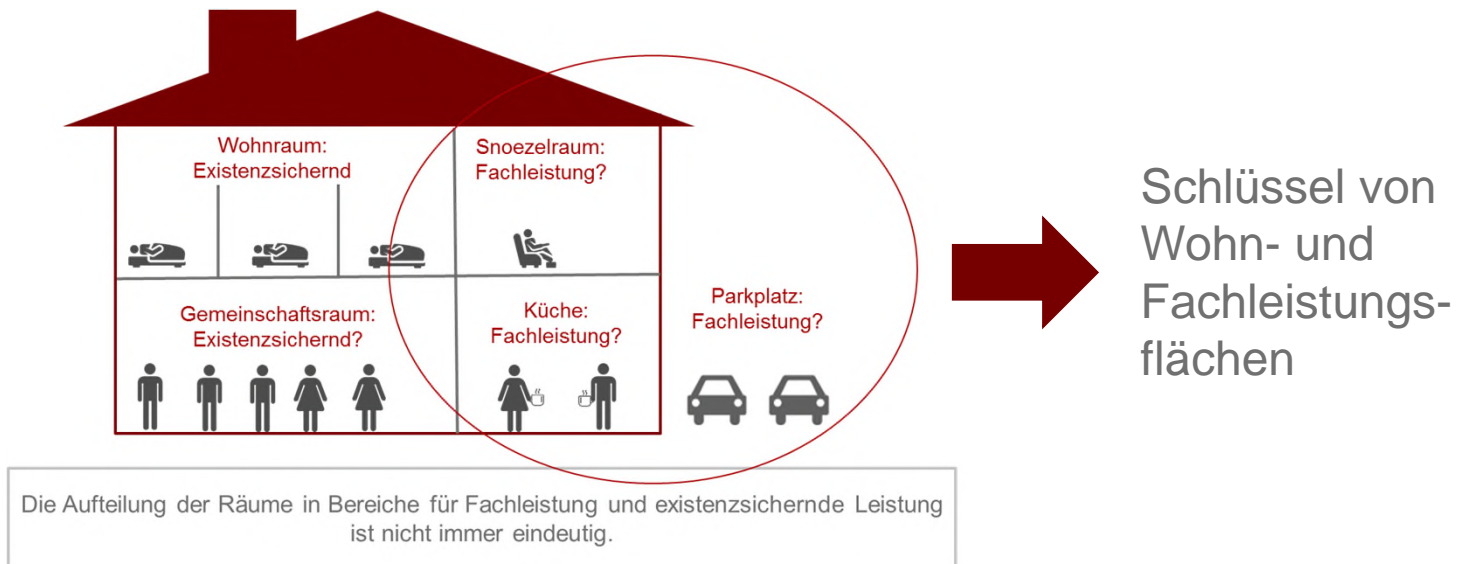 Wohnraum:
Existenzsichernd
Snoezelraum:
Fachleistung?
Gemeinschaftsraum:
Existenzsichernd?
Küche:
Fachleistung?
Parkplatz:
Fachleistung?
Schlüssel von
Wohn- und
Fachleistungs-
flächen
Die Aufteilung der Räume in Bereiche für Fachleistung und existenzsichernde Leistung
ist nicht immer eindeutig.